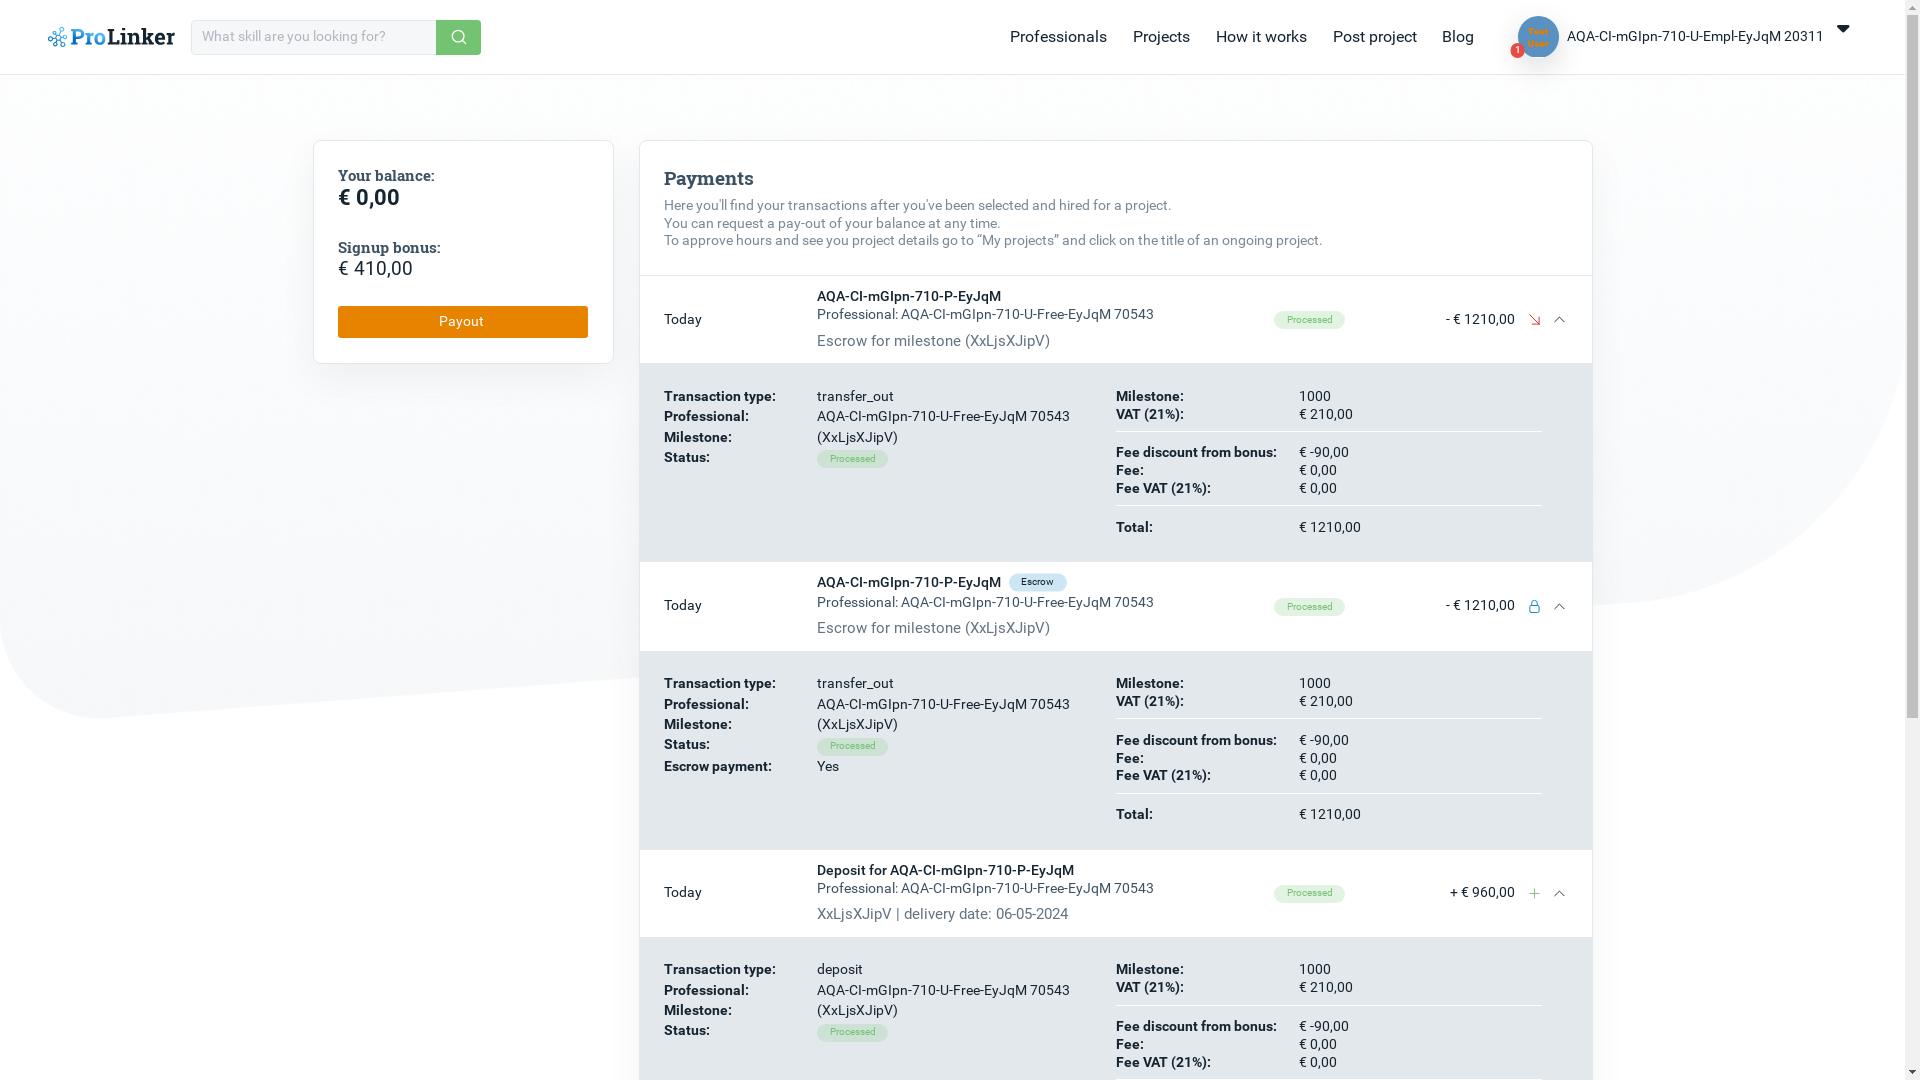 ProLinker
What skill are you looking for?
Professionals
Projects
How it works
Post project
Blog
Test
User
1
AQA-CI-mGIpn-710-U-Empl-EyJqM 20311
Your balance:
€ 0,00
Signup bonus:
€ 410,00
Payout
Payments
Here you'll find your transactions after you've been selected and hired for a project.
You can request a pay-out of your balance at any time.
To approve hours and see you project details go to “My projects” and click on the title of an ongoing project.
Today
AQA-CI-mGIpn-710-P-EyJqM
Professional: AQA-CI-mGIpn-710-U-Free-EyJqM 70543
Escrow for milestone (XxLjsXJipV)
Processed
- € 1210,00
Transaction type: transfer_out
Professional: AQA-CI-mGIpn-710-U-Free-EyJqM 70543
Milestone: (XxLjsXJipV)
Status: Processed
Milestone: 1000
VAT (21%): € 210,00
Fee discount from bonus: € -90,00
Fee: € 0,00
Fee VAT (21%): € 0,00
Total: € 1210,00
Today
AQA-CI-mGIpn-710-P-EyJqM Escrow
Professional: AQA-CI-mGIpn-710-U-Free-EyJqM 70543
Escrow for milestone (XxLjsXJipV)
Processed
- € 1210,00
Transaction type: transfer_out
Professional: AQA-CI-mGIpn-710-U-Free-EyJqM 70543
Milestone: (XxLjsXJipV)
Status: Processed
Escrow payment: Yes
Milestone: 1000
VAT (21%): € 210,00
Fee discount from bonus: € -90,00
Fee: € 0,00
Fee VAT (21%): € 0,00
Total: € 1210,00
Today
Deposit for AQA-CI-mGIpn-710-P-EyJqM
Professional: AQA-CI-mGIpn-710-U-Free-EyJqM 70543
XxLjsXJipV | delivery date: 06-05-2024
Processed
+ € 960,00
Transaction type: deposit
Professional: AQA-CI-mGIpn-710-U-Free-EyJqM 70543
Milestone: (XxLjsXJipV)
Status: Processed
Milestone: 1000
VAT (21%): € 210,00
Fee discount from bonus: € -90,00
Fee: € 0,00
Fee VAT (21%): € 0,00